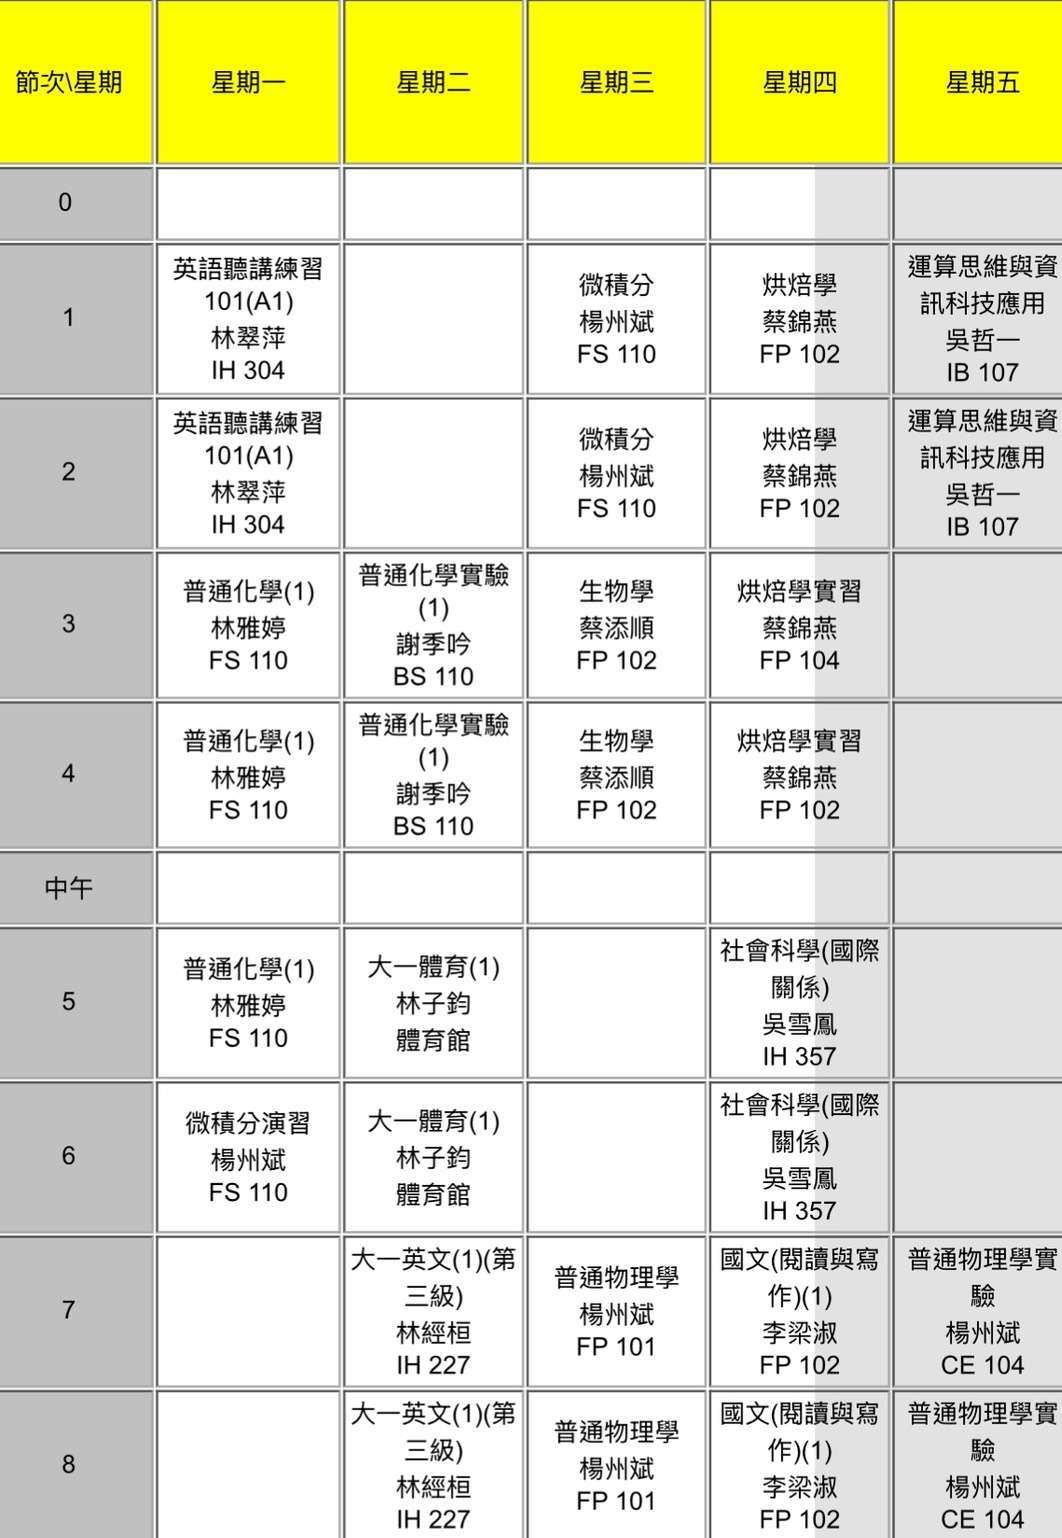 節次\星期 星期一 星期二 星期三 星期四 星期五
0
1
英語聽講練習
101(A1)
林翠萍
IH 304
微積分
楊州斌
FS 110
烘焙學
蔡錦燕
FP 102
運算思維與資
訊科技應用
吳哲一
IB 107
2
英語聽講練習
101(A1)
林翠萍
IH 304
微積分
楊州斌
FS 110
烘焙學
蔡錦燕
FP 102
運算思維與資
訊科技應用
吳哲一
IB 107
3
普通化學(1)
林雅婷
FS 110
普通化學實驗
(1)
謝季吟
BS 110
生物學
蔡添順
FP 102
烘焙學實習
蔡錦燕
FP 104
4
普通化學(1)
林雅婷
FS 110
普通化學實驗
(1)
謝季吟
BS 110
生物學
蔡添順
FP 102
烘焙學實習
蔡錦燕
FP 102
中午
5
普通化學(1)
林雅婷
FS 110
大一體育(1)
林子鈞
體育館
社會科學(國際
關係)
吳雪鳳
IH 357
6
微積分演習
楊州斌
FS 110
大一體育(1)
林子鈞
體育館
社會科學(國際
關係)
吳雪鳳
IH 357
7
大一英文(1)(第
三級)
林經桓
IH 227
普通物理學
楊州斌
FP 101
國文(閱讀與寫
作)(1)
李梁淑
FP 102
普通物理學實
驗
楊州斌
CE 104
8
大一英文(1)(第
三級)
林經桓
IH 227
普通物理學
楊州斌
FP 101
國文(閱讀與寫
作)(1)
李梁淑
FP 102
普通物理學實
驗
楊州斌
CE 104